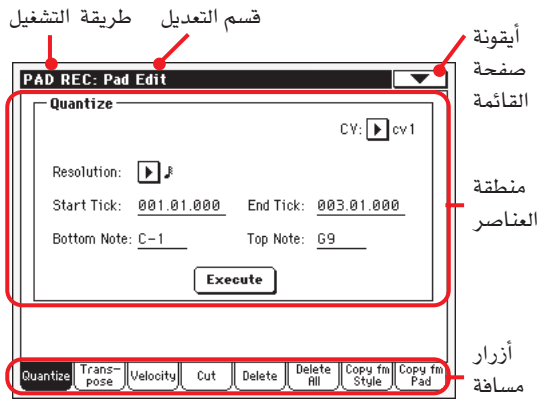 قسم التعديل طريقة التشغيل
أيقونة
صفحة
القائمة
PAD REC: Pad Edit
Quantize
CV: cv1
Resolution:
Start Tick: 001.01.000 End Tick: 003.01.000
Bottom Note: C-1 Top Note: G9
Execute
منطقة
العناصر
Quantize Trans-pose Velocity Cut Delete Delete All Copy fm Style Copy fm Pad
أزرار
مسافة